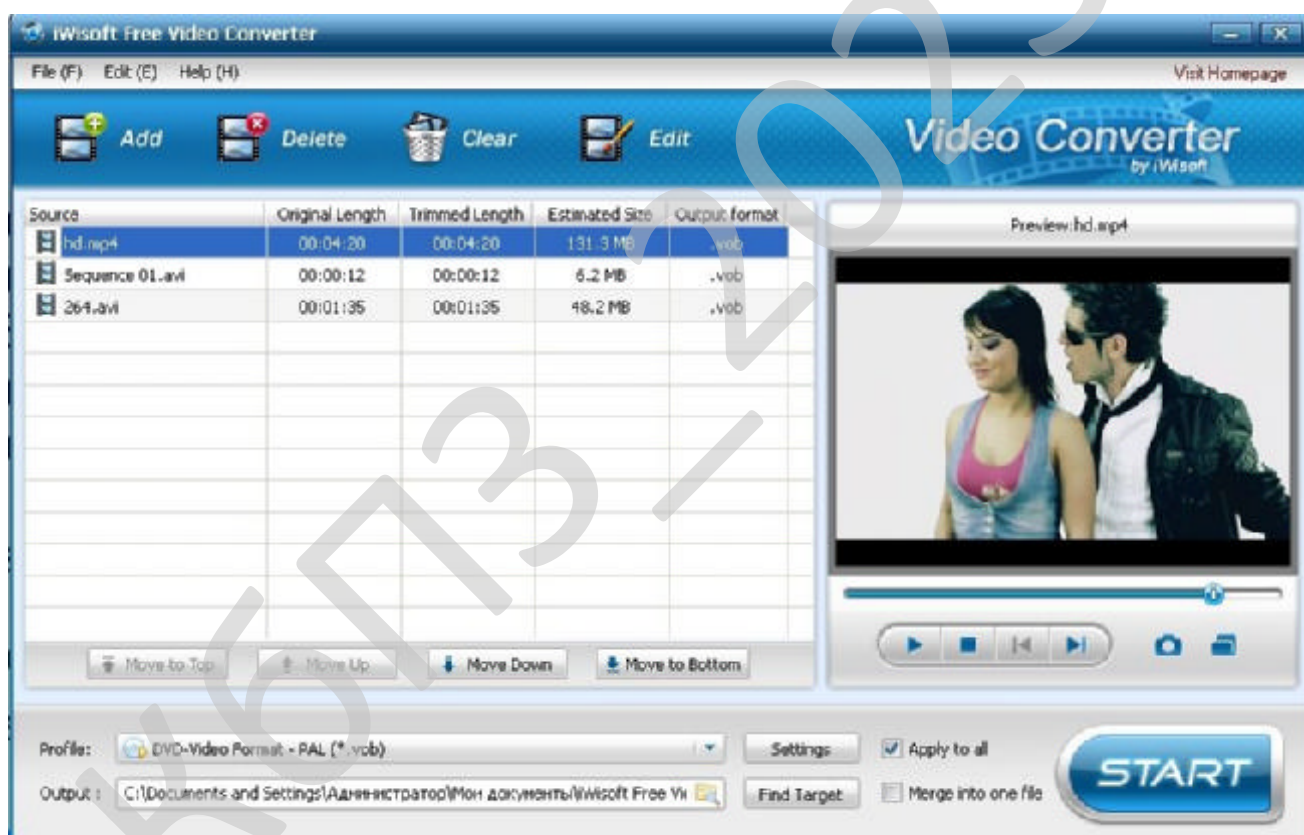 iWisoft Free Video Converter
File (F) Edit (E) Help (H) Visit Homepage
Add Delete Clear Edit Video Converter
by iWisoft
Source Original Length Trimmed Length Estimated Size Output format
Preview:hd.mp4
hd.mp4 00:04:20 00:04:20 131.3 MB .vob
Sequence 01.avi 00:00:12 00:00:12 6.2 MB .vob
264.avi 00:01:35 00:01:35 48.2 MB .vob
Move to Top Move Up Move Down Move to Bottom
Profile: DVD-Video Format - PAL (*.vob) Settings Apply to all
START
Output : C:\Documents and Settings\Администратор\Мои документы\iWisoft Free Vi Find Target Merge into one file